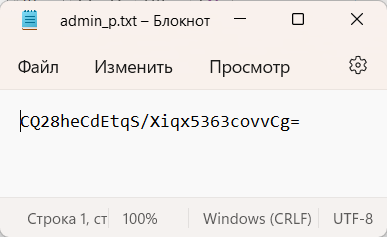 admin_p.txt – Блокнот
Файл Изменить Просмотр
CQ28heCdEtqS/Xiqx5363covvCg=
Строка 1, ст 100% Windows (CRLF) UTF-8